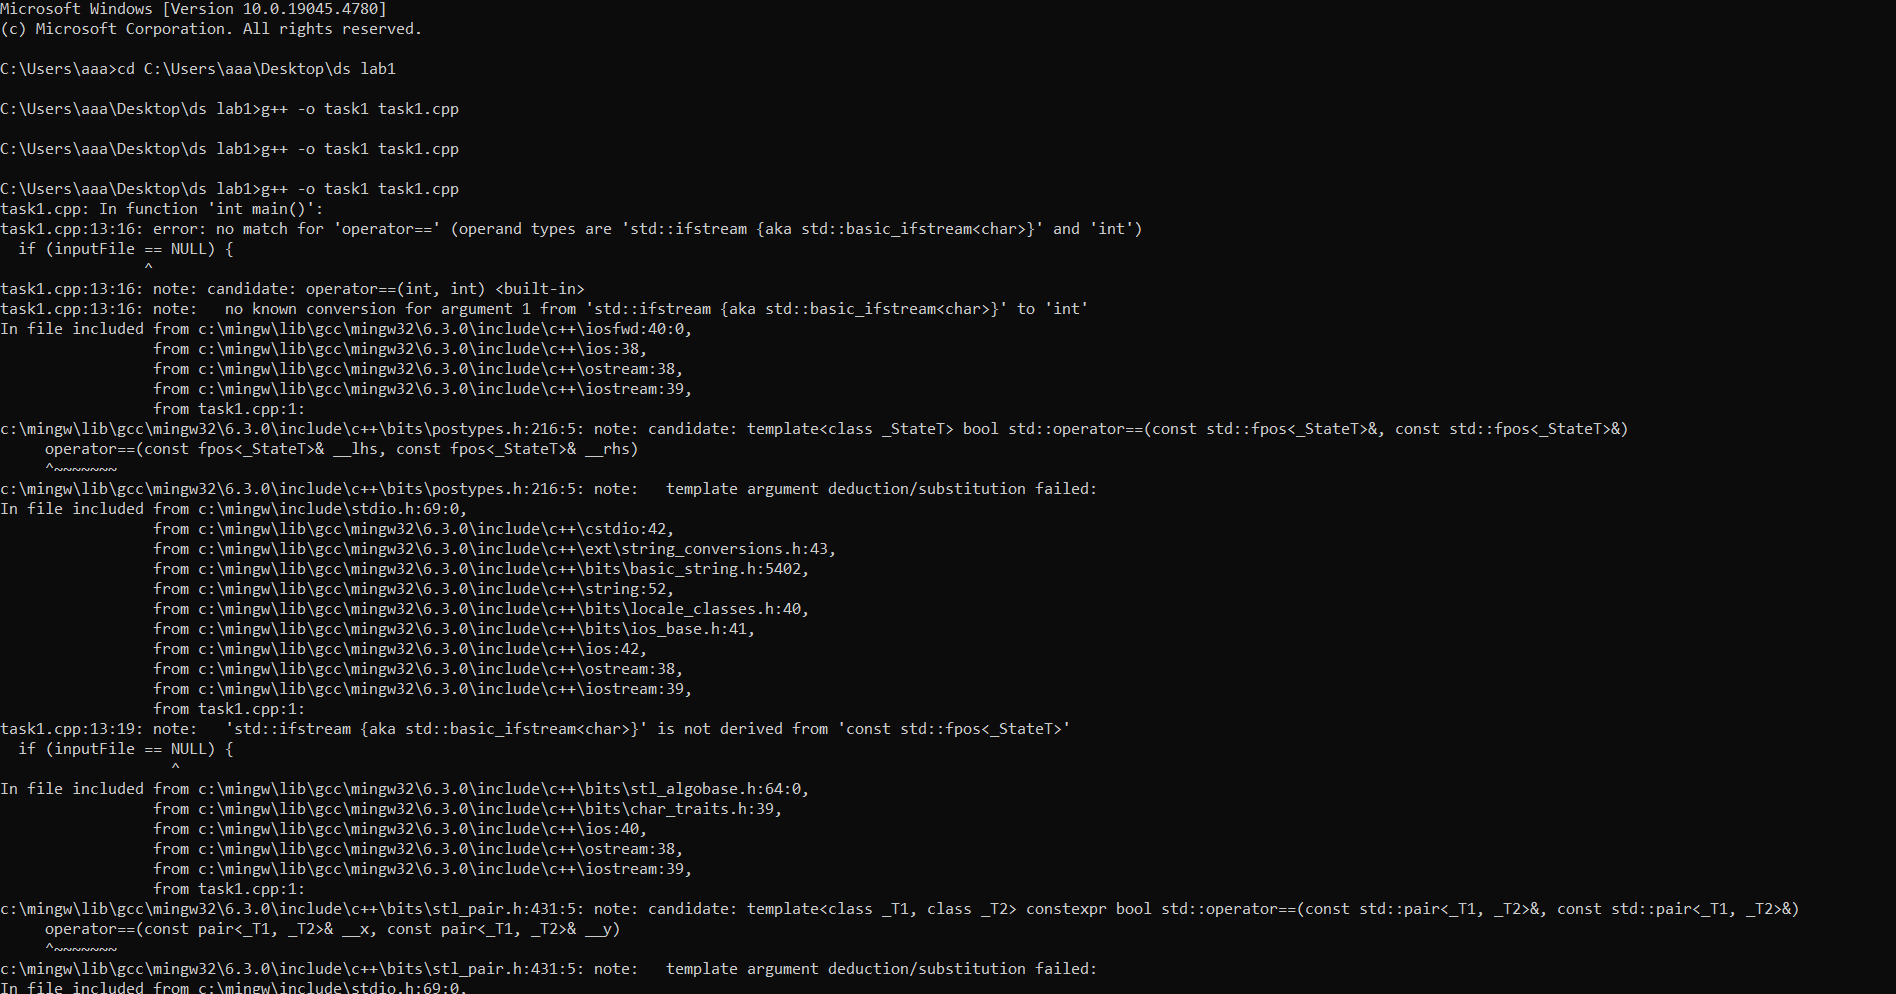 Microsoft Windows [Version 10.0.19045.4780]
(c) Microsoft Corporation. All rights reserved.
C:\Users\aaa>cd C:\Users\aaa\Desktop\ds lab1
C:\Users\aaa\Desktop\ds lab1>g++ -o task1 task1.cpp
C:\Users\aaa\Desktop\ds lab1>g++ -o task1 task1.cpp
C:\Users\aaa\Desktop\ds lab1>g++ -o task1 task1.cpp
task1.cpp: In function 'int main()':
task1.cpp:13:16: error: no match for 'operator==' (operand types are 'std::ifstream {aka std::basic_ifstream<char>}' and 'int')
  if (inputFile == NULL) {
                ^
task1.cpp:13:16: note: candidate: operator==(int, int) <built-in>
task1.cpp:13:16: note:   no known conversion for argument 1 from 'std::ifstream {aka std::basic_ifstream<char>}' to 'int'
In file included from c:\mingw\lib\gcc\mingw32\6.3.0\include\c++\iosfwd:40:0,
                 from c:\mingw\lib\gcc\mingw32\6.3.0\include\c++\ios:38,
                 from c:\mingw\lib\gcc\mingw32\6.3.0\include\c++\ostream:38,
                 from c:\mingw\lib\gcc\mingw32\6.3.0\include\c++\iostream:39,
                 from task1.cpp:1:
c:\mingw\lib\gcc\mingw32\6.3.0\include\c++\bits\postypes.h:216:5: note: candidate: template<class _StateT> bool std::operator==(const std::fpos<_StateT>&, const std::fpos<_StateT>&)
     operator==(const fpos<_StateT>& __lhs, const fpos<_StateT>& __rhs)
     ^~~~~~~~
c:\mingw\lib\gcc\mingw32\6.3.0\include\c++\bits\postypes.h:216:5: note:   template argument deduction/substitution failed:
In file included from c:\mingw\include\stdio.h:69:0,
                 from c:\mingw\lib\gcc\mingw32\6.3.0\include\c++\cstdio:42,
                 from c:\mingw\lib\gcc\mingw32\6.3.0\include\c++\ext\string_conversions.h:43,
                 from c:\mingw\lib\gcc\mingw32\6.3.0\include\c++\bits\basic_string.h:5402,
                 from c:\mingw\lib\gcc\mingw32\6.3.0\include\c++\string:52,
                 from c:\mingw\lib\gcc\mingw32\6.3.0\include\c++\bits\locale_classes.h:40,
                 from c:\mingw\lib\gcc\mingw32\6.3.0\include\c++\bits\ios_base.h:41,
                 from c:\mingw\lib\gcc\mingw32\6.3.0\include\c++\ios:42,
                 from c:\mingw\lib\gcc\mingw32\6.3.0\include\c++\ostream:38,
                 from c:\mingw\lib\gcc\mingw32\6.3.0\include\c++\iostream:39,
                 from task1.cpp:1:
task1.cpp:13:19: note:   'std::ifstream {aka std::basic_ifstream<char>}' is not derived from 'const std::fpos<_StateT>'
  if (inputFile == NULL) {
                   ^
In file included from c:\mingw\lib\gcc\mingw32\6.3.0\include\c++\bits\stl_algobase.h:64:0,
                 from c:\mingw\lib\gcc\mingw32\6.3.0\include\c++\bits\char_traits.h:39,
                 from c:\mingw\lib\gcc\mingw32\6.3.0\include\c++\ios:40,
                 from c:\mingw\lib\gcc\mingw32\6.3.0\include\c++\ostream:38,
                 from c:\mingw\lib\gcc\mingw32\6.3.0\include\c++\iostream:39,
                 from task1.cpp:1:
c:\mingw\lib\gcc\mingw32\6.3.0\include\c++\bits\stl_pair.h:431:5: note: candidate: template<class _T1, class _T2> constexpr bool std::operator==(const std::pair<_T1, _T2>&, const std::pair<_T1, _T2>&)
     operator==(const pair<_T1, _T2>& __x, const pair<_T1, _T2>& __y)
     ^~~~~~~~
c:\mingw\lib\gcc\mingw32\6.3.0\include\c++\bits\stl_pair.h:431:5: note:   template argument deduction/substitution failed:
In file included from c:\mingw\include\stdio.h:69:0,